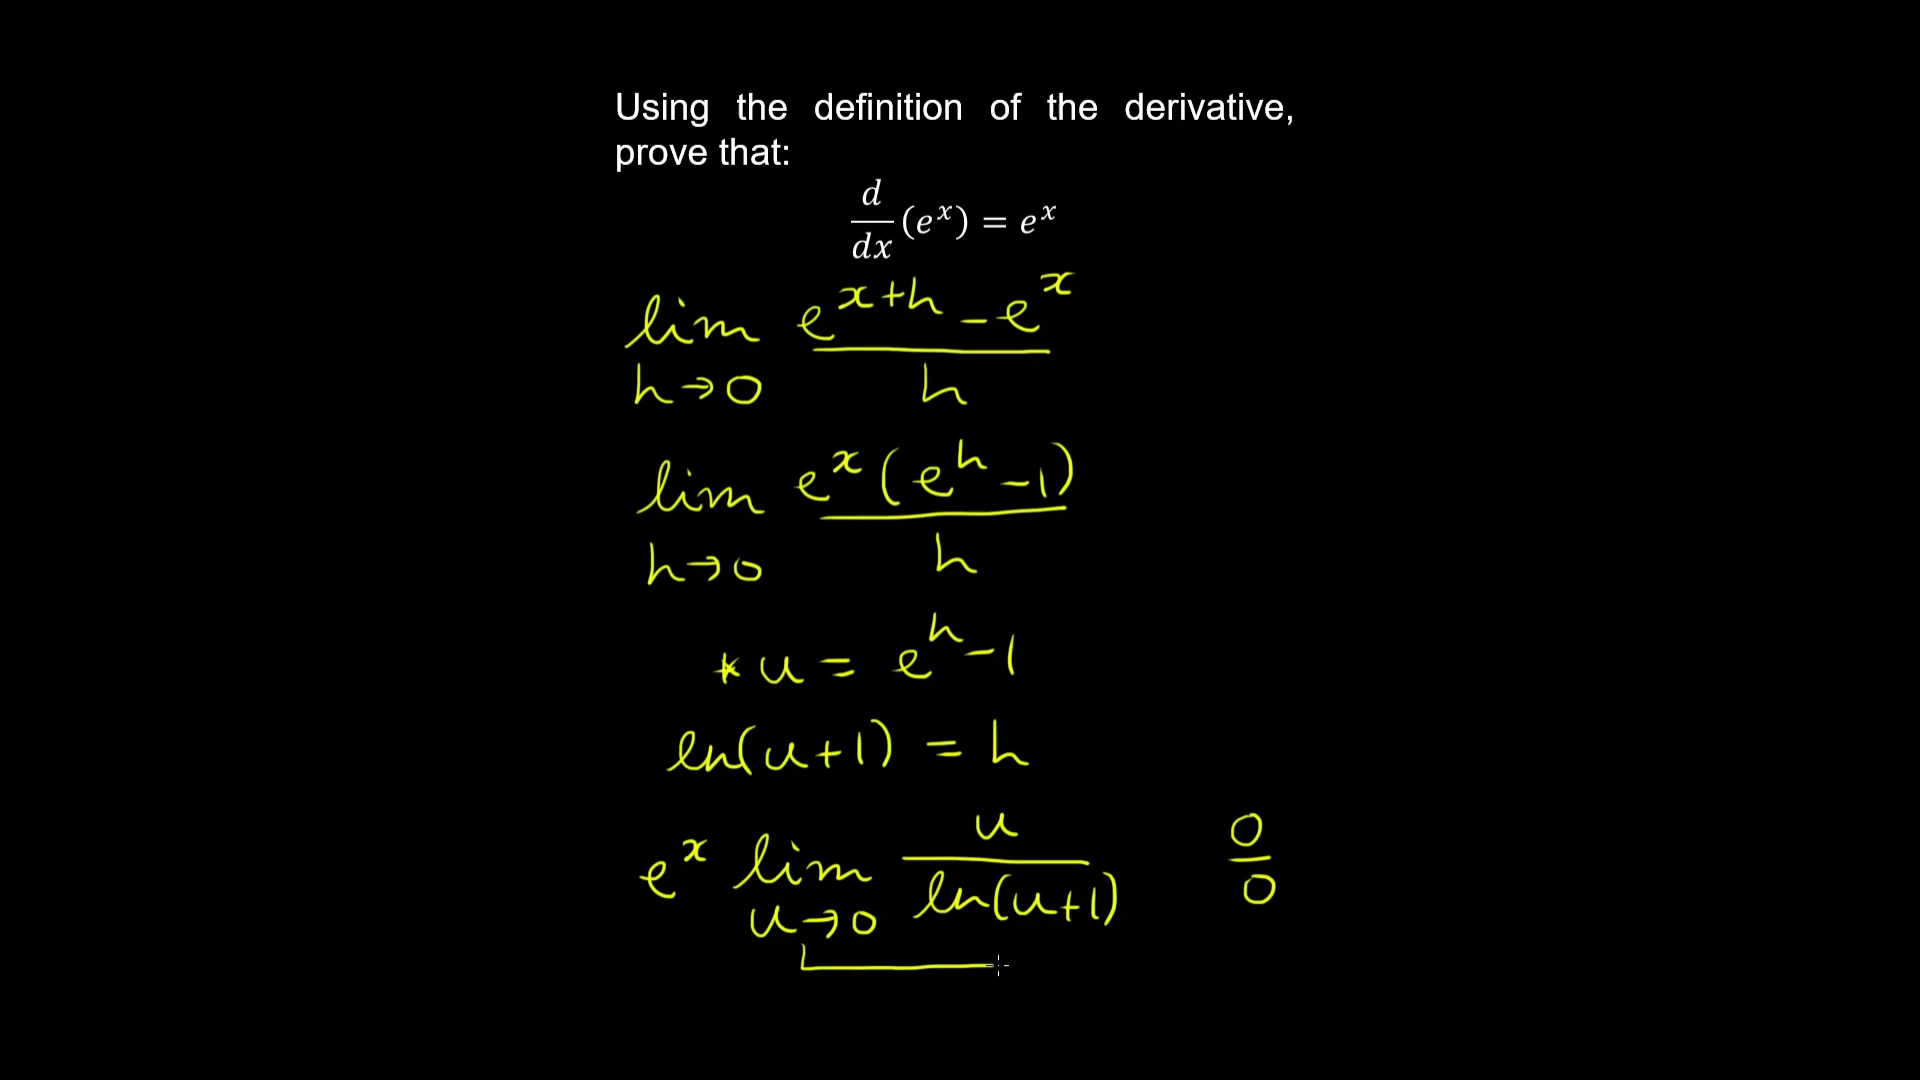 Using the definition of the derivative,
prove that:
d/dx (e^x) = e^x
lim h→0 (e^(x+h) - e^x)/h
lim h→0 e^x(e^h - 1)/h
* u = e^h - 1
ln(u+1) = h
e^x lim u→0 u/ln(u+1) 0/0